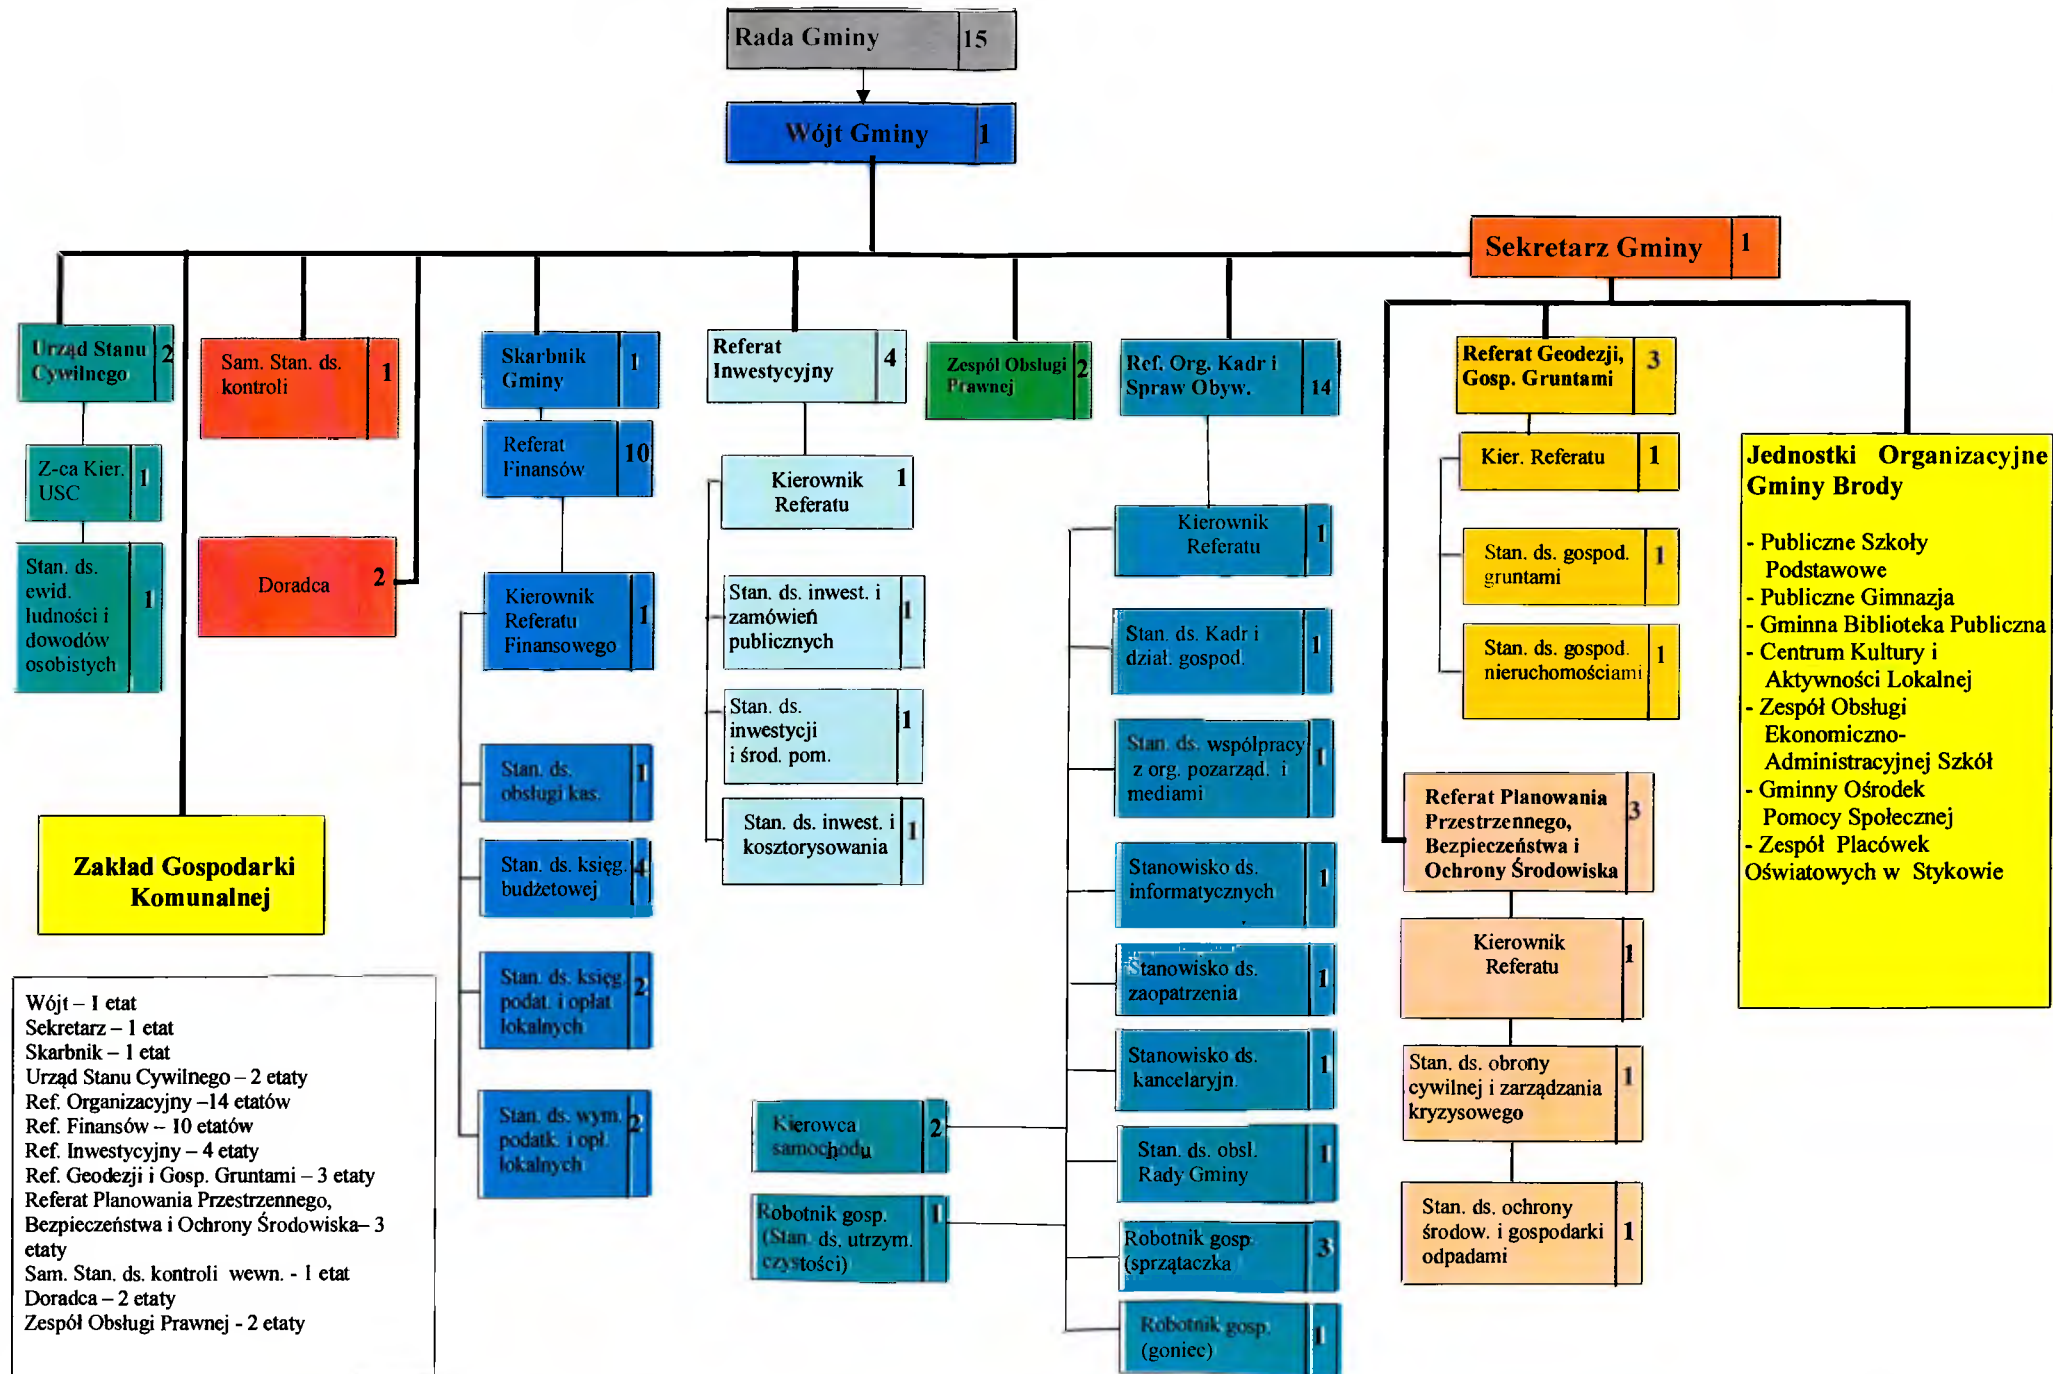 Rada Gminy 15
Wójt Gminy 1
Sekretarz Gminy 1
Urząd Stanu 2
Cywilnego
Z-ca Kier. 1
USC
Stan. ds.
ewid.
ludności i 1
dowodów
osobistych
Sam. Stan. ds. 1
kontroli
Doradca 2
Zakład Gospodarki
Komunalnej
Skarbnik 1
Gminy
Referat 10
Finansów
Kierownik
Referatu 1
Finansowego
Stan. ds. 1
obsługi kas.
Stan. ds. księg. 4
budżetowej
Stan. ds. księg. 2
podat. i opłat
lokalnych
Stan. ds. wym. 2
podatk. i opł.
lokalnych
Referat 4
Inwestycyjny
Kierownik 1
Referatu
Stan. ds. inwest. i 1
zamówień
publicznych
Stan. ds. 1
inwestycji
i środ. pom.
Stan. ds. inwest. i 1
kosztorysowania
Zespól Obsługi 2
Prawnej
Ref. Org. Kadr i
Spraw Obyw. 14
Kierownik 1
Referatu
Stan. ds. Kadr i 1
dział. gospod.
Stan. ds. współpracy 1
z org. pozarząd. i
mediami
Stanowisko ds. 1
informatycznych
Stanowisko ds. 1
zaopatrzenia
Stanowisko ds. 1
kancelaryjn.
Stan. ds. obsl. 1
Rady Gminy
Robotnik gosp 3
(sprzątaczka
Robotnik gosp. 1
(goniec)
Kierowca 2
samochodu
Robotnik gosp. 1
(Stan. ds. utrzym.
czystości)
Referat Geodezji, 3
Gosp. Gruntami
Kier. Referatu 1
Stan. ds. gospod. 1
gruntami
Stan. ds. gospod. 1
nieruchomościami
Referat Planowania 3
Przestrzennego,
Bezpieczeństwa i
Ochrony Środowiska
Kierownik 1
Referatu
Stan. ds. obrony 1
cywilnej i zarządzania
kryzysowego
Stan. ds. ochrony
środow. i gospodarki 1
odpadami
Jednostki Organizacyjne
Gminy Brody
- Publiczne Szkoły
Podstawowe
- Publiczne Gimnazja
- Gminna Biblioteka Publiczna
- Centrum Kultury i
Aktywności Lokalnej
- Zespół Obsługi
Ekonomiczno-
Administracyjnej Szkół
- Gminny Ośrodek
Pomocy Społecznej
- Zespół Placówek
Oświatowych w Stykowie
Wójt – 1 etat
Sekretarz – 1 etat
Skarbnik – 1 etat
Urząd Stanu Cywilnego – 2 etaty
Ref. Organizacyjny –14 etatów
Ref. Finansów – 10 etatów
Ref. Inwestycyjny – 4 etaty
Ref. Geodezji i Gosp. Gruntami – 3 etaty
Referat Planowania Przestrzennego,
Bezpieczeństwa i Ochrony Środowiska– 3
etaty
Sam. Stan. ds. kontroli wewn. - 1 etat
Doradca – 2 etaty
Zespół Obsługi Prawnej - 2 etaty